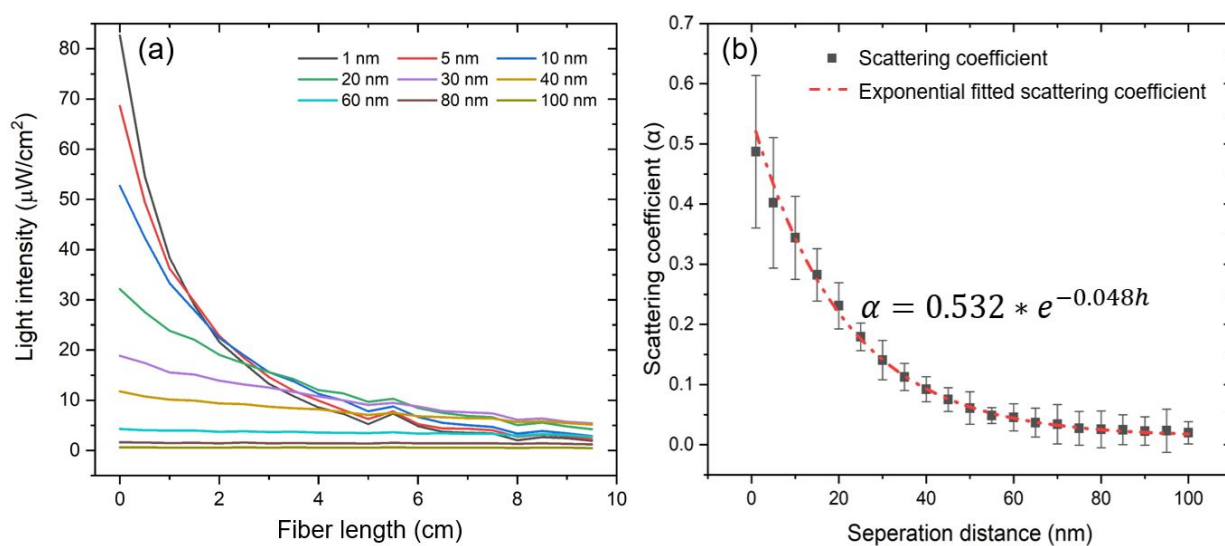 (a)
1 nm 5 nm 10 nm
20 nm 30 nm 40 nm
60 nm 80 nm 100 nm
80
70
60
50
40
30
20
10
0
Light intensity (μW/cm²)
0 2 4 6 8 10
Fiber length (cm)
(b)
Scattering coefficient
Exponential fitted scattering coefficient
α = 0.532 * e^{-0.048h}
0.7
0.6
0.5
0.4
0.3
0.2
0.1
0.0
Scattering coefficient (α)
0 20 40 60 80 100
Seperation distance (nm)